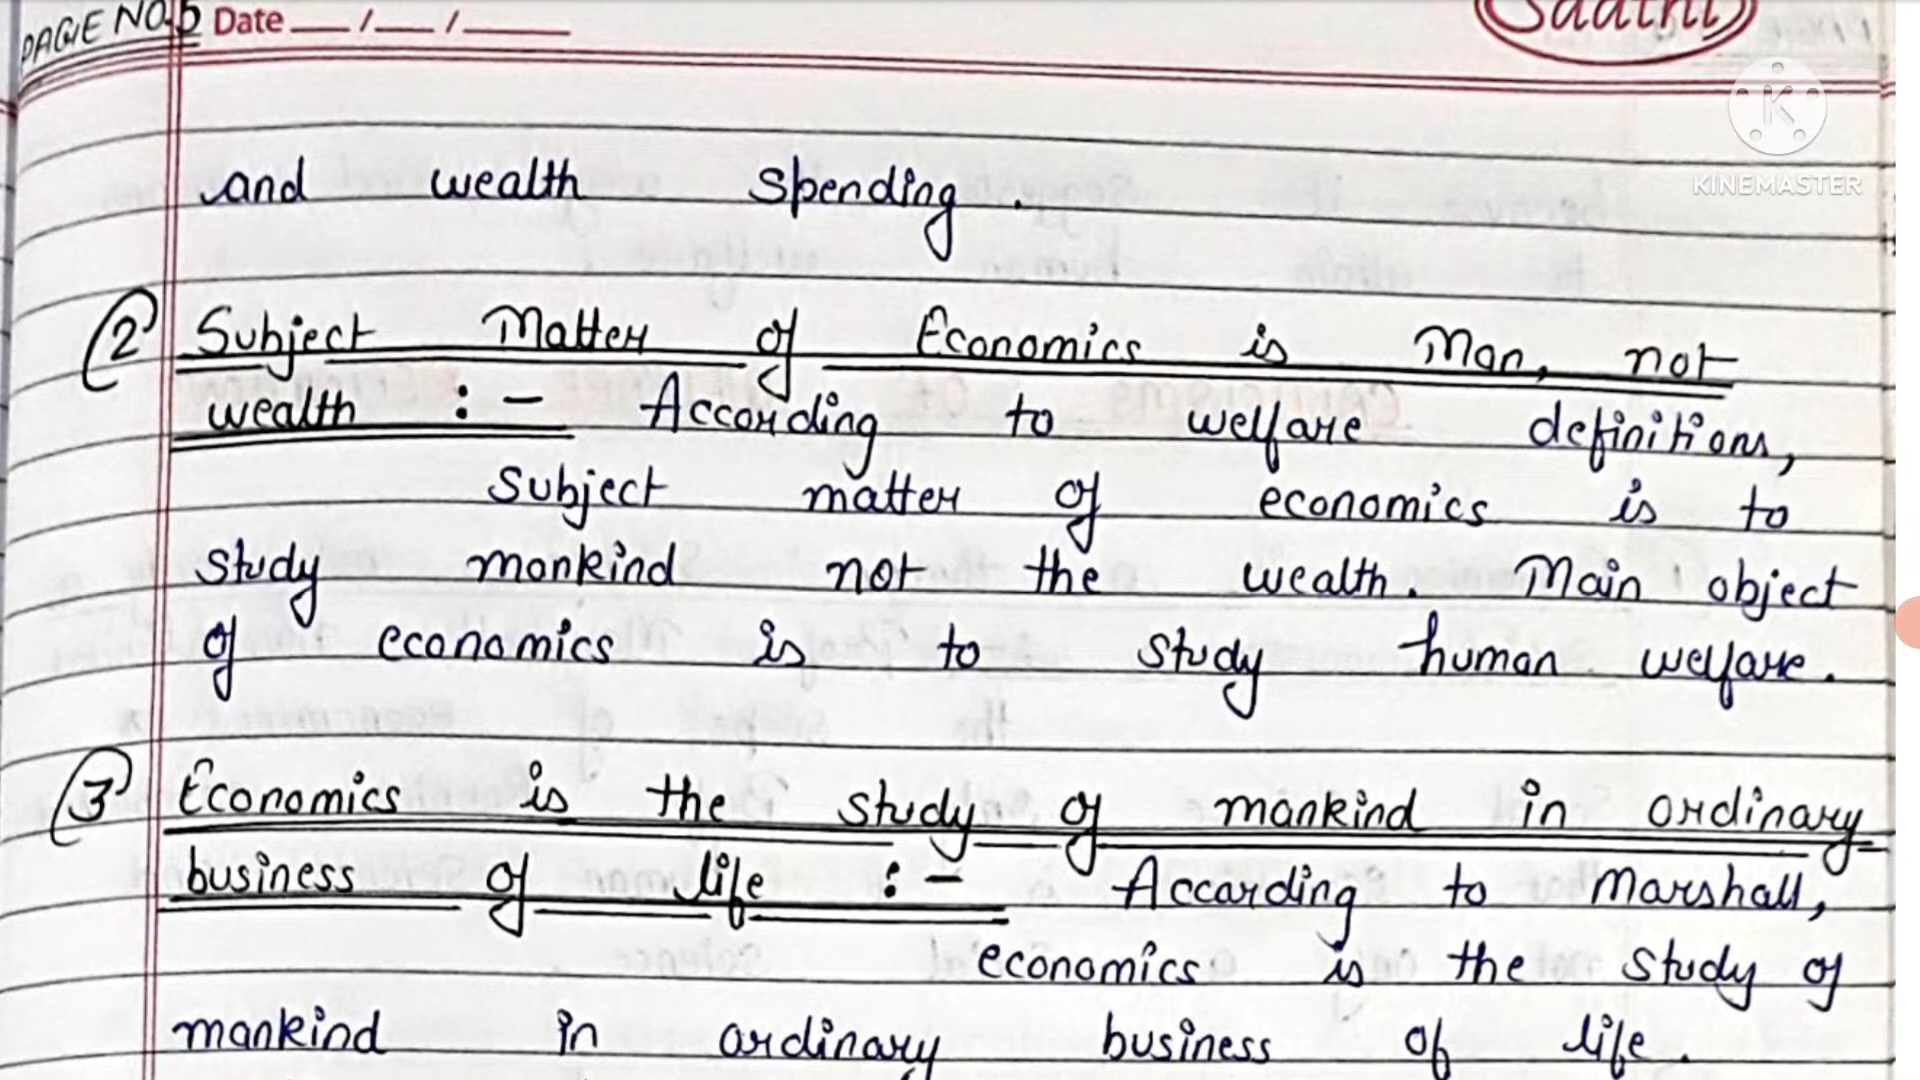 PAGE NO.5 Date __/__/____ Saathi
KINEMASTER
and wealth spending.
(2) Subject Matter of Economics is Man, not
wealth :- According to welfare definitions,
Subject matter of economics is to
study mankind not the wealth. Main object
of economics is to study human welfare.
(3) Economics is the study of mankind in ordinary
business of life :- According to Marshall,
economics is the study of
mankind in ordinary business of life.